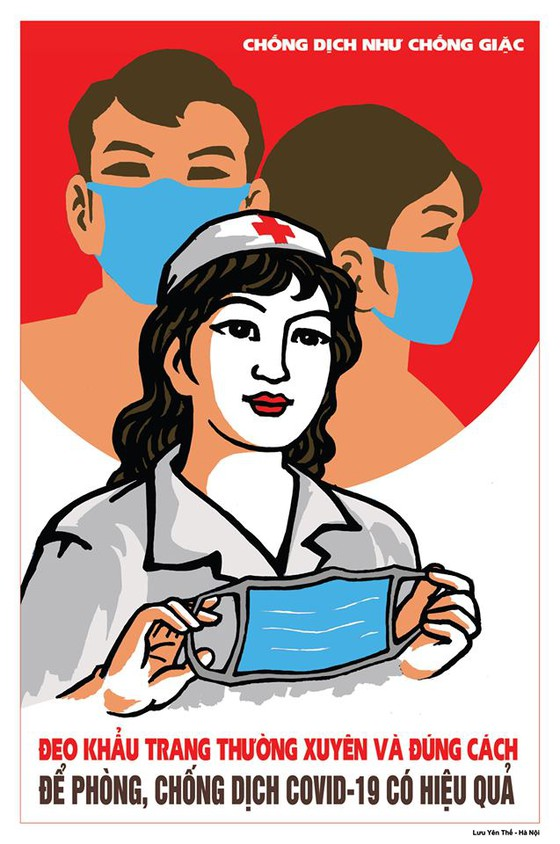 CHỐNG DỊCH NHƯ CHỐNG GIẶC
ĐEO KHẨU TRANG THƯỜNG XUYÊN VÀ ĐÚNG CÁCH
ĐỂ PHÒNG, CHỐNG DỊCH COVID-19 CÓ HIỆU QUẢ
Lưu Yên Thế - Hà Nội